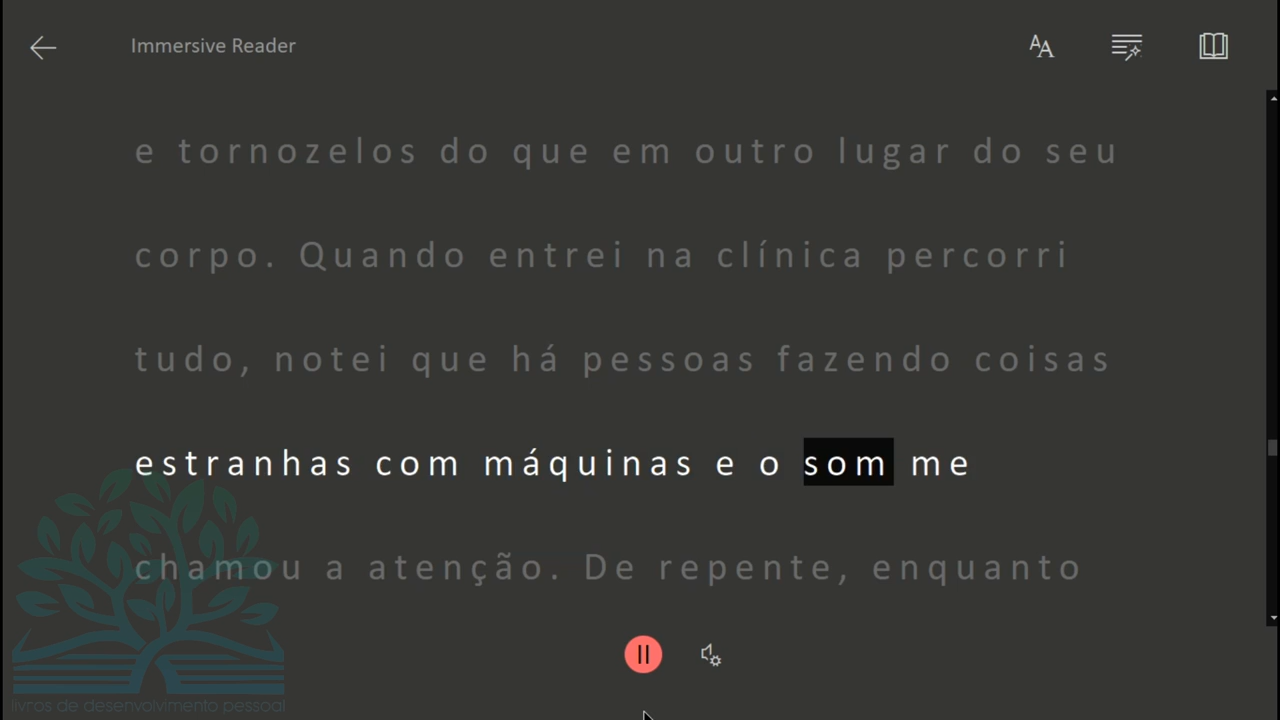 Immersive Reader
e tornozelos do que em outro lugar do seu
corpo. Quando entrei na clínica percorri
tudo, notei que há pessoas fazendo coisas
estranhas com máquinas e o som me
chamou a atenção. De repente, enquanto
livros de desenvolvimento pessoal